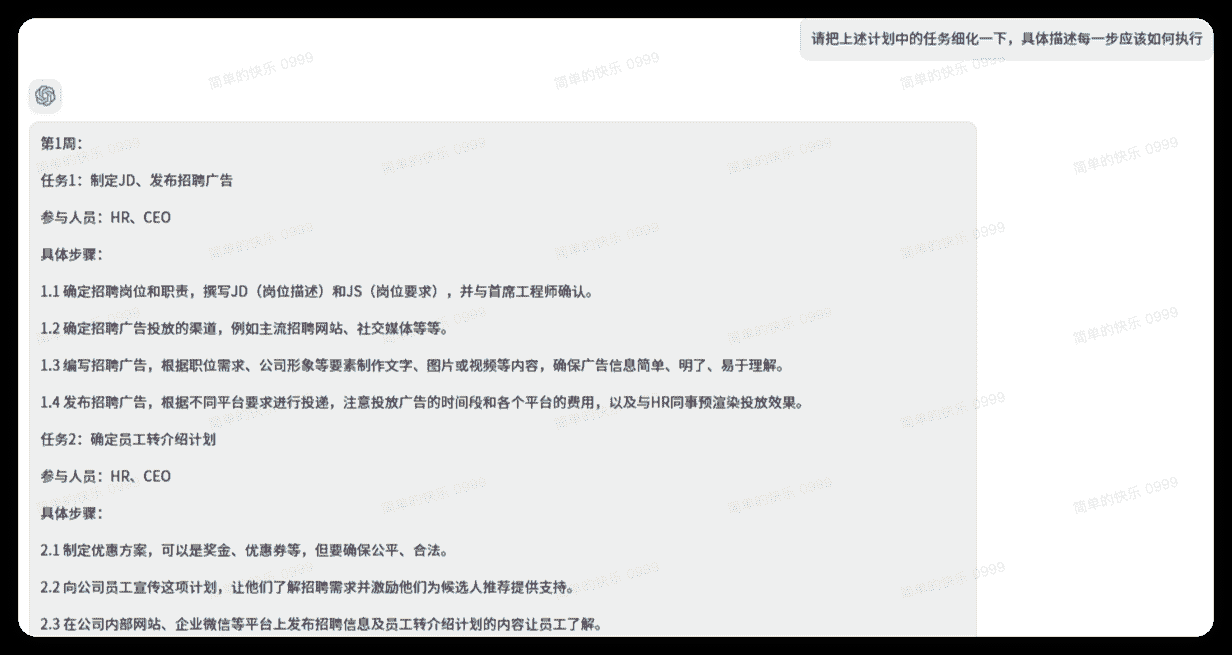 请把上述计划中的任务细化一下，具体描述每一步应该如何执行
第1周：
任务1：制定JD、发布招聘广告
参与人员：HR、CEO
具体步骤：
1.1 确定招聘岗位和职责，撰写JD（岗位描述）和JS（岗位要求），并与首席工程师确认。
1.2 确定招聘广告投放的渠道，例如主流招聘网站、社交媒体等等。
1.3 编写招聘广告，根据职位需求、公司形象等要素制作文字、图片或视频等内容，确保广告信息简单、明了、易于理解。
1.4 发布招聘广告，根据不同平台要求进行投递，注意投放广告的时间段和各个平台的费用，以及与HR同事预渲染投放效果。
任务2：确定员工转介绍计划
参与人员：HR、CEO
具体步骤：
2.1 制定优惠方案，可以是奖金、优惠券等，但要确保公平、合法。
2.2 向公司员工宣传这项计划，让他们了解招聘需求并激励他们为候选人推荐提供支持。
2.3 在公司内部网站、企业微信等平台上发布招聘信息及员工转介绍计划的内容让员工了解。
简单的快乐 0999